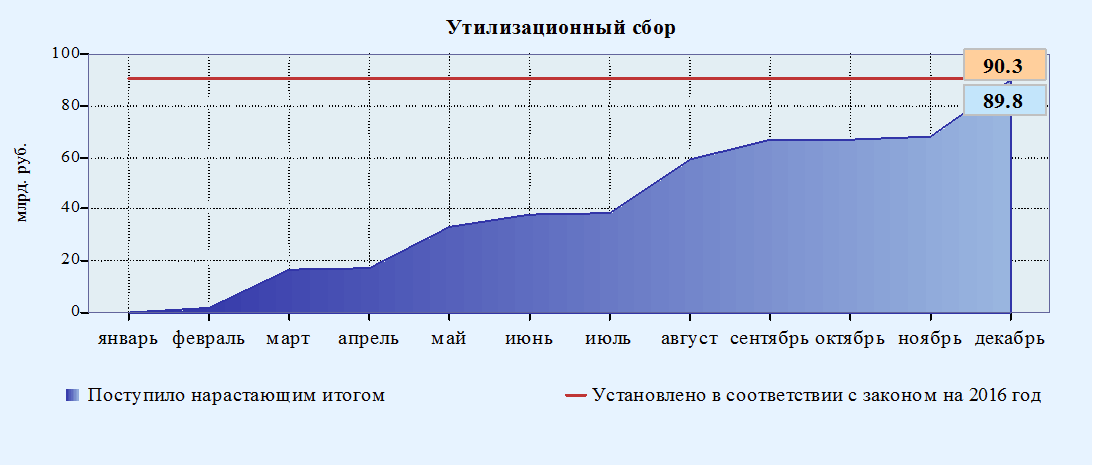 Утилизационный сбор
млрд. руб.
100
80
60
40
20
0
90.3
89.8
январь февраль март апрель май июнь июль август сентябрь октябрь ноябрь декабрь
Поступило нарастающим итогом
Установлено в соответствии с законом на 2016 год